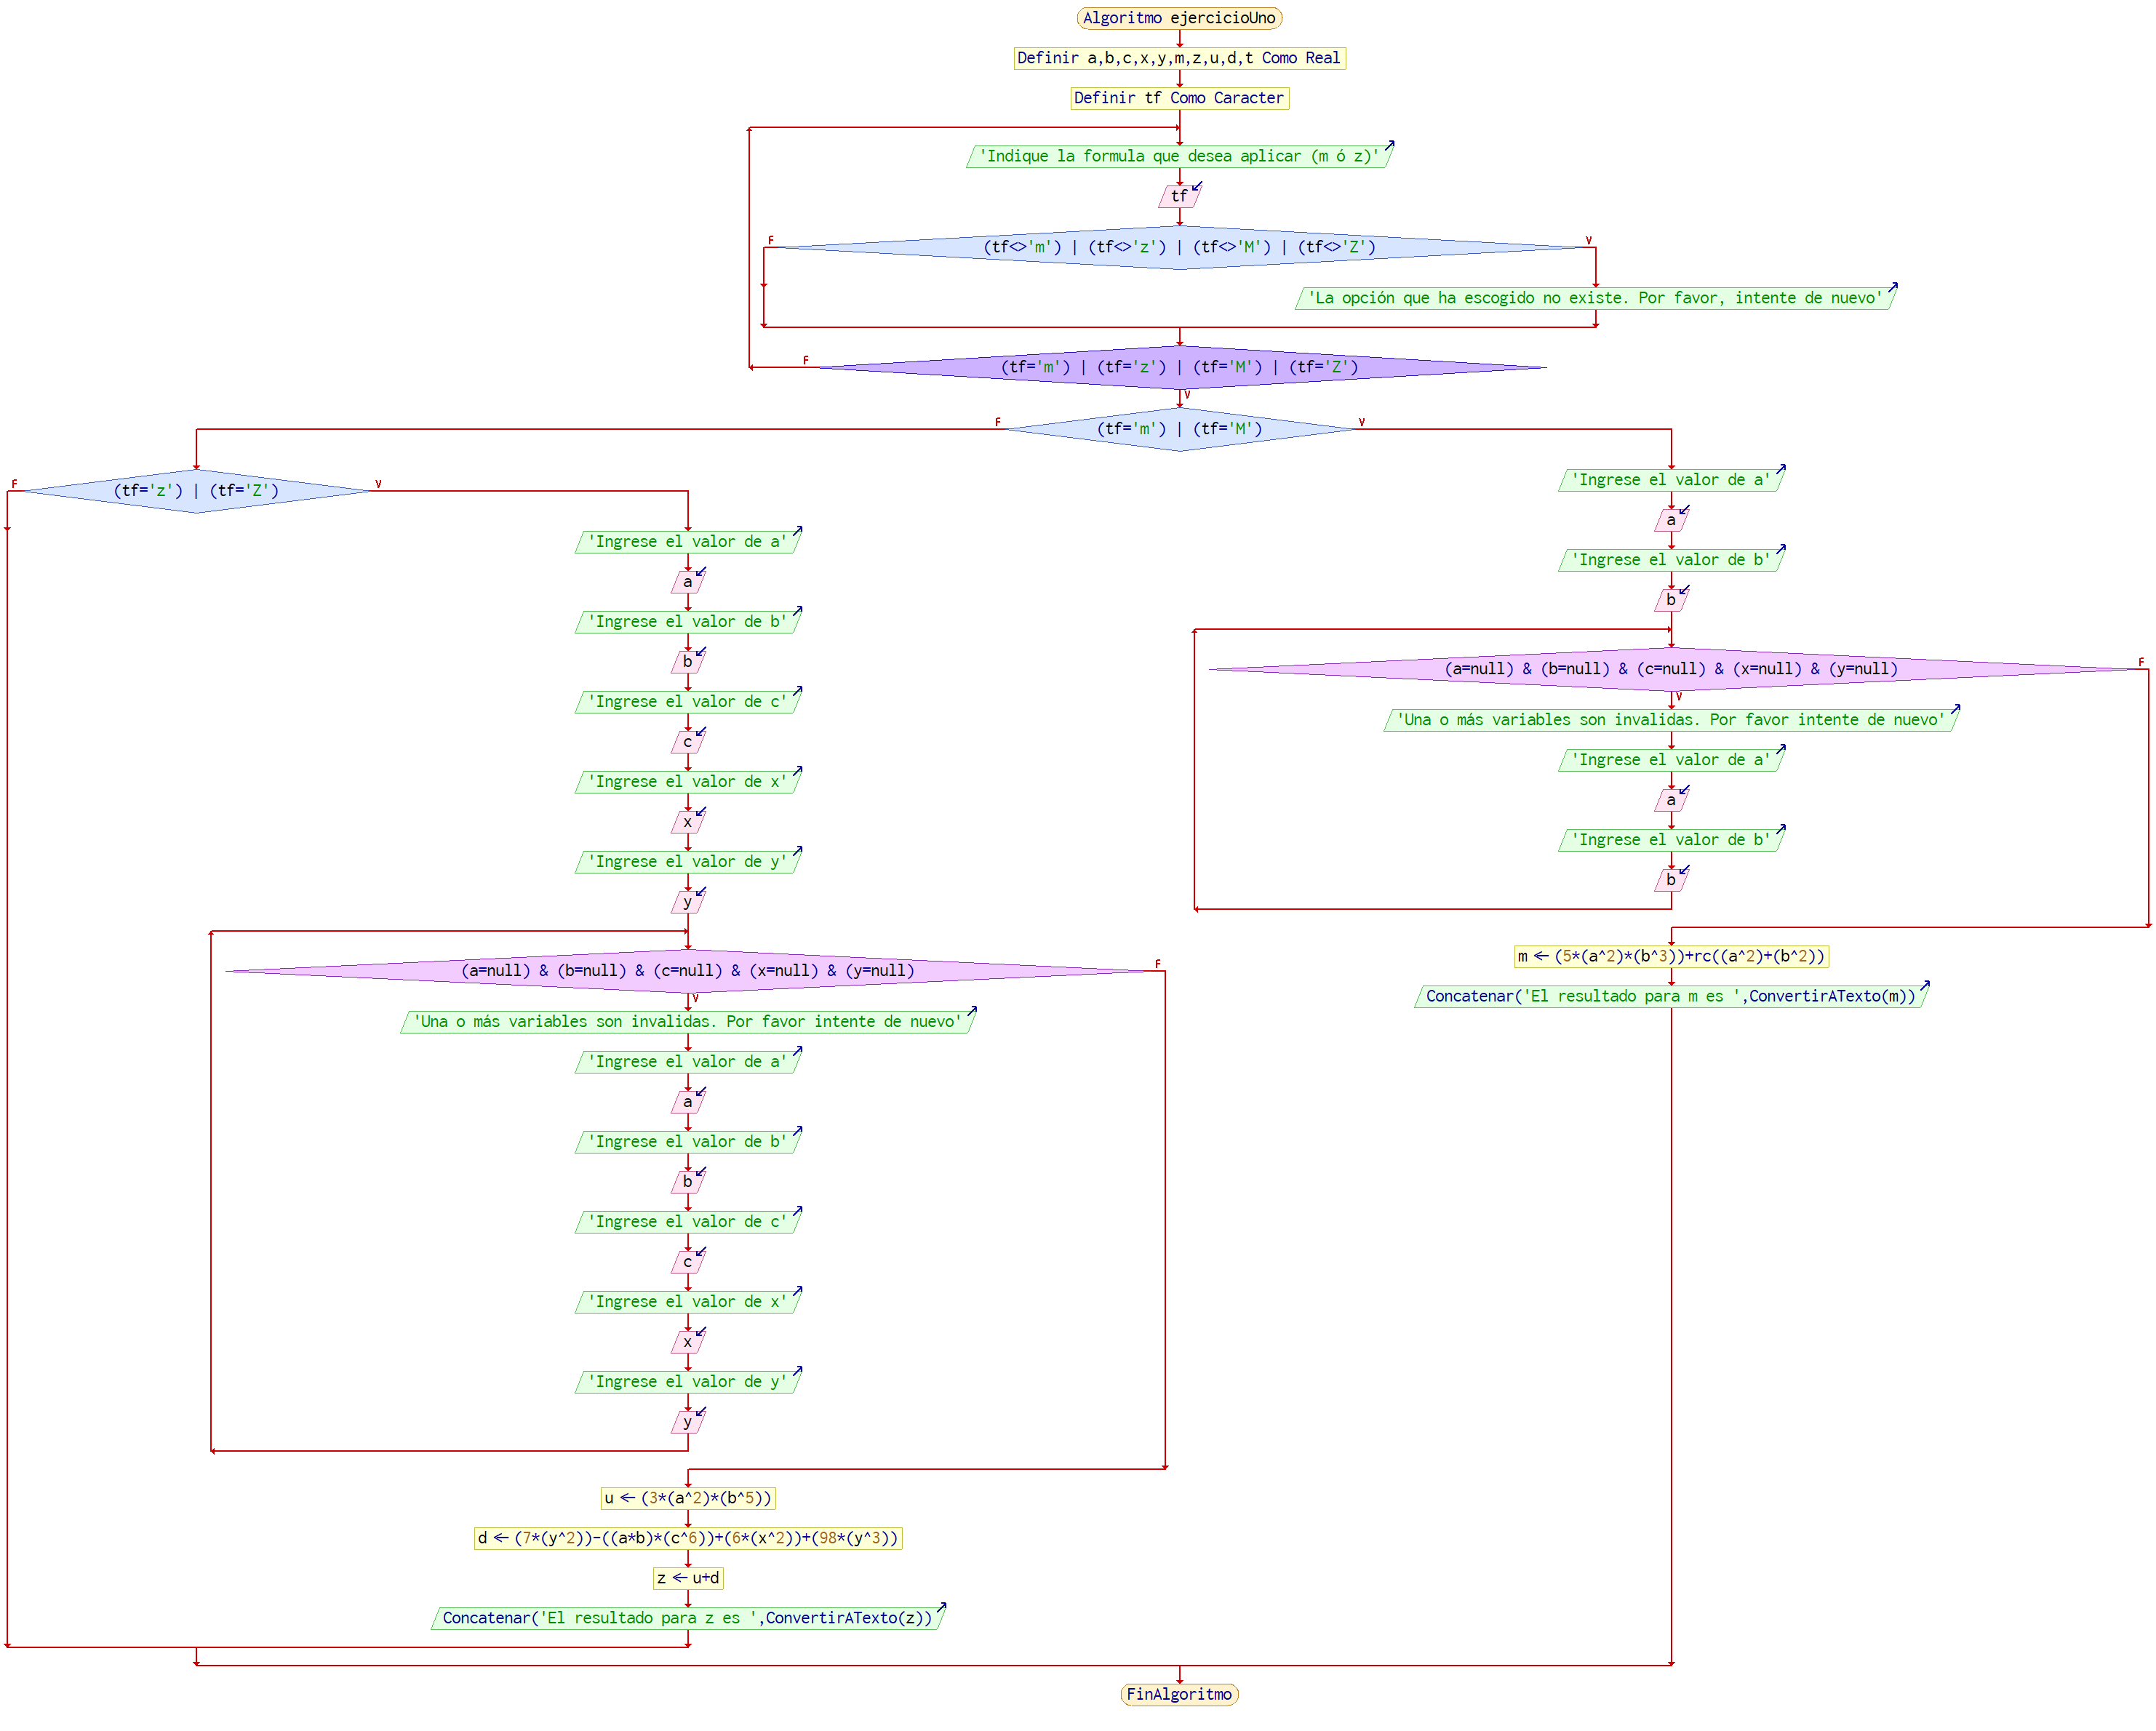 Algoritmo ejercicioUno
Definir a,b,c,x,y,m,z,u,d,t Como Real
Definir tf Como Caracter
'Indique la formula que desea aplicar (m ó z)'
tf
(tf<>'m') | (tf<>'z') | (tf<>'M') | (tf<>'Z')
F
V
'La opción que ha escogido no existe. Por favor, intente de nuevo'
(tf='m') | (tf='z') | (tf='M') | (tf='Z')
F
V
(tf='m') | (tf='M')
F
V
(tf='z') | (tf='Z')
F
V
'Ingrese el valor de a'
a
'Ingrese el valor de b'
b
'Ingrese el valor de c'
c
'Ingrese el valor de x'
x
'Ingrese el valor de y'
y
(a=null) & (b=null) & (c=null) & (x=null) & (y=null)
F
V
'Una o más variables son invalidas. Por favor intente de nuevo'
'Ingrese el valor de a'
a
'Ingrese el valor de b'
b
'Ingrese el valor de c'
c
'Ingrese el valor de x'
x
'Ingrese el valor de y'
y
u ← (3*(a^2)*(b^5))
d ← (7*(y^2))-((a*b)*(c^6))+(6*(x^2))+(98*(y^3))
z ← u+d
Concatenar('El resultado para z es ',ConvertirATexto(z))
'Ingrese el valor de a'
a
'Ingrese el valor de b'
b
(a=null) & (b=null) & (c=null) & (x=null) & (y=null)
F
V
'Una o más variables son invalidas. Por favor intente de nuevo'
'Ingrese el valor de a'
a
'Ingrese el valor de b'
b
m ← (5*(a^2)*(b^3))+rc((a^2)+(b^2))
Concatenar('El resultado para m es ',ConvertirATexto(m))
FinAlgoritmo